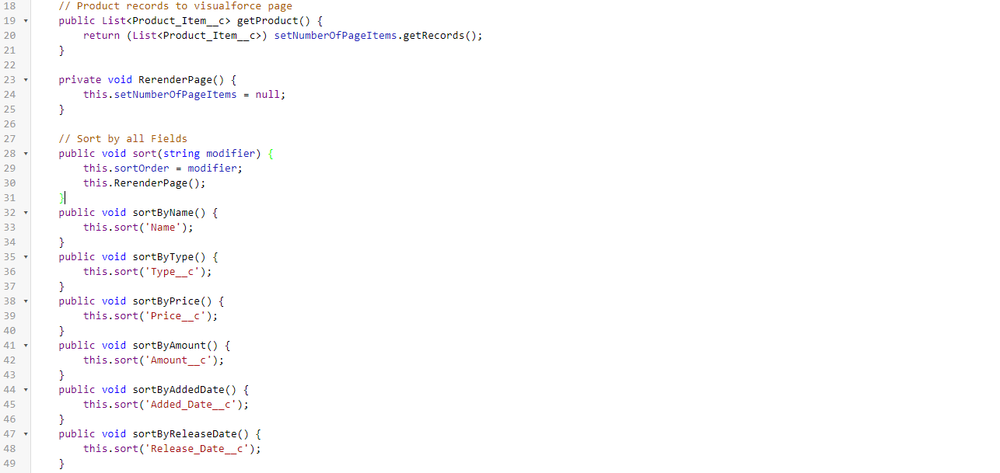 18 // Product records to visualforce page
19 public List<Product_Item__c> getProduct() {
20 return (List<Product_Item__c>) setNumberOfPageItems.getRecords();
21 }
22
23 private void RerenderPage() {
24 this.setNumberOfPageItems = null;
25 }
26
27 // Sort by all Fields
28 public void sort(string modifier) {
29 this.sortOrder = modifier;
30 this.RerenderPage();
31 }
32 public void sortByName() {
33 this.sort('Name');
34 }
35 public void sortByType() {
36 this.sort('Type__c');
37 }
38 public void sortByPrice() {
39 this.sort('Price__c');
40 }
41 public void sortByAmount() {
42 this.sort('Amount__c');
43 }
44 public void sortByAddedDate() {
45 this.sort('Added_Date__c');
46 }
47 public void sortByReleaseDate() {
48 this.sort('Release_Date__c');
49 }